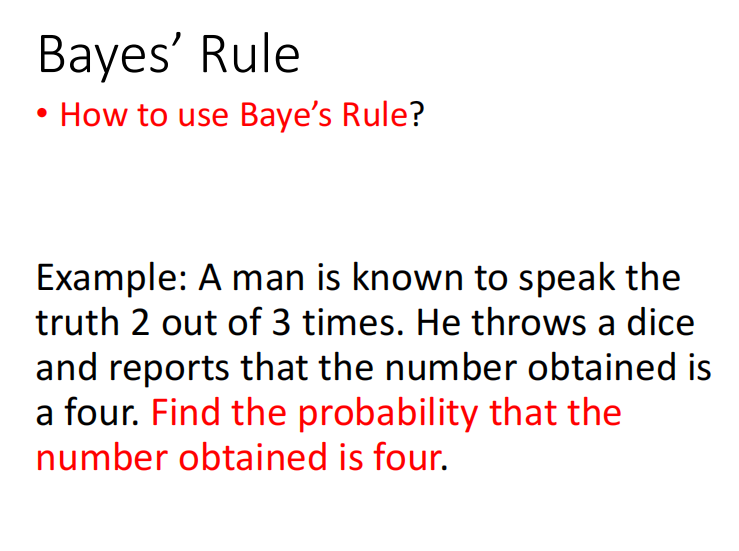 Bayes’ Rule
• How to use Baye’s Rule?
Example: A man is known to speak the
truth 2 out of 3 times. He throws a dice
and reports that the number obtained is
a four. Find the probability that the
number obtained is four.